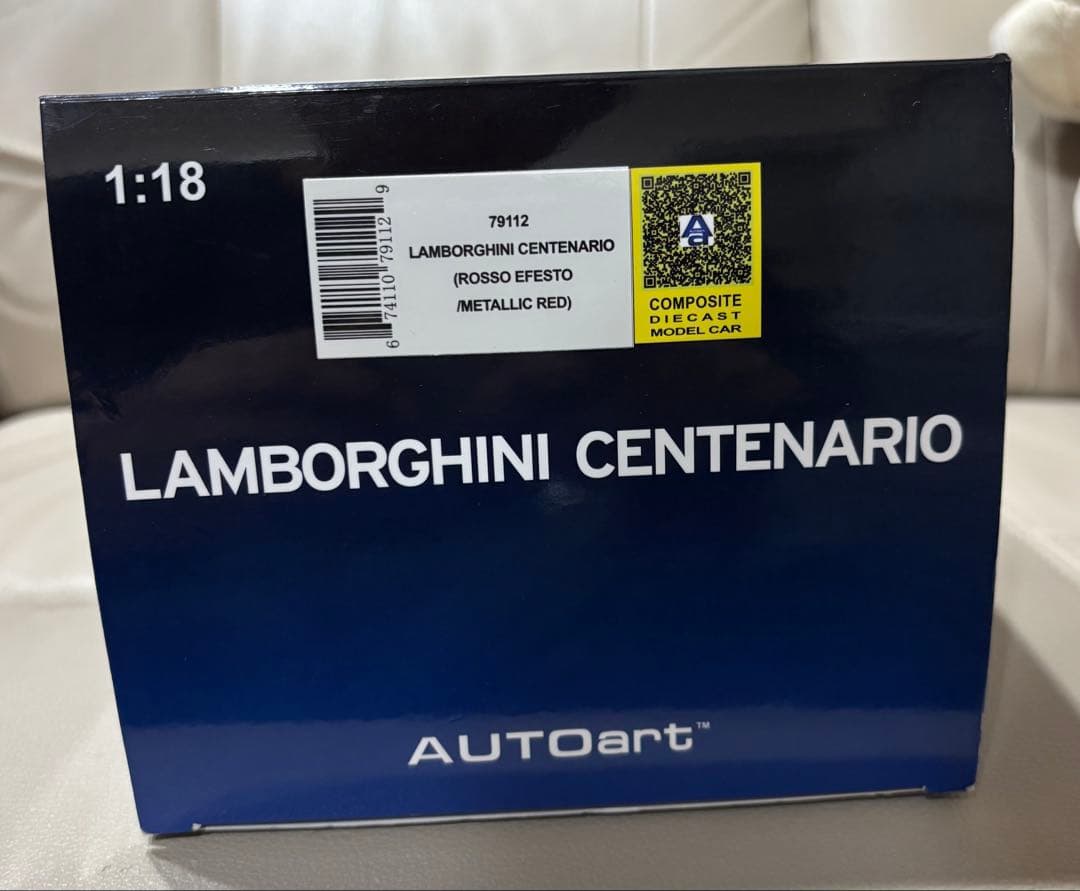 1:18
6 74110 79112 9
79112
LAMBORGHINI CENTENARIO
(ROSSO EFESTO
/METALLIC RED)
COMPOSITE
DIECAST
MODEL CAR
LAMBORGHINI CENTENARIO
AUTOart™